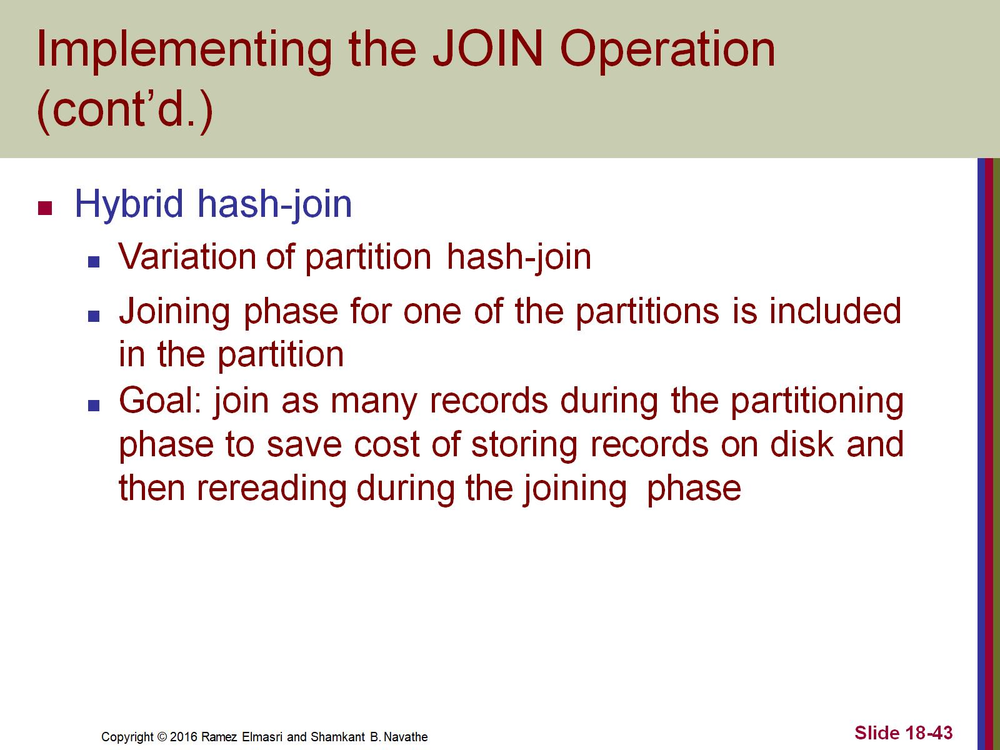 Implementing the JOIN Operation
(cont’d.)
Hybrid hash-join
Variation of partition hash-join
Joining phase for one of the partitions is included
in the partition
Goal: join as many records during the partitioning
phase to save cost of storing records on disk and
then rereading during the joining phase
Copyright © 2016 Ramez Elmasri and Shamkant B. Navathe
Slide 18-43